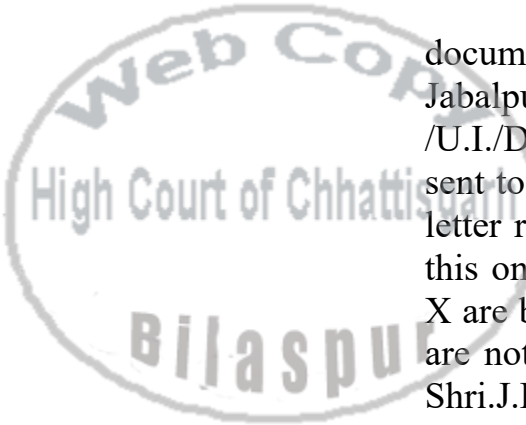 Web Copy
High Court of Chhattisgarh
Bilaspur
docum
Jabalpu
/U.I./D
sent to
letter r
this on
X are b
are not
Shri.J.